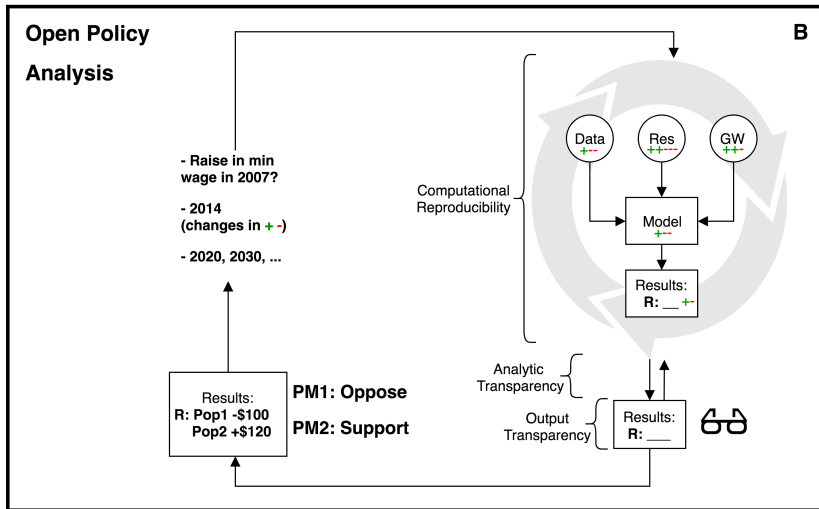 Open Policy
Analysis
B
- Raise in min
wage in 2007?
- 2014
(changes in + -)
- 2020, 2030, ...
Computational
Reproducibility
Data
+--
Res
++---
GW
++-
Model
+--
Results:
R: __ +-
Analytic
Transparency
Output
Transparency
Results:
R: ___
Results:
R: Pop1 -$100
Pop2 +$120
PM1: Oppose
PM2: Support